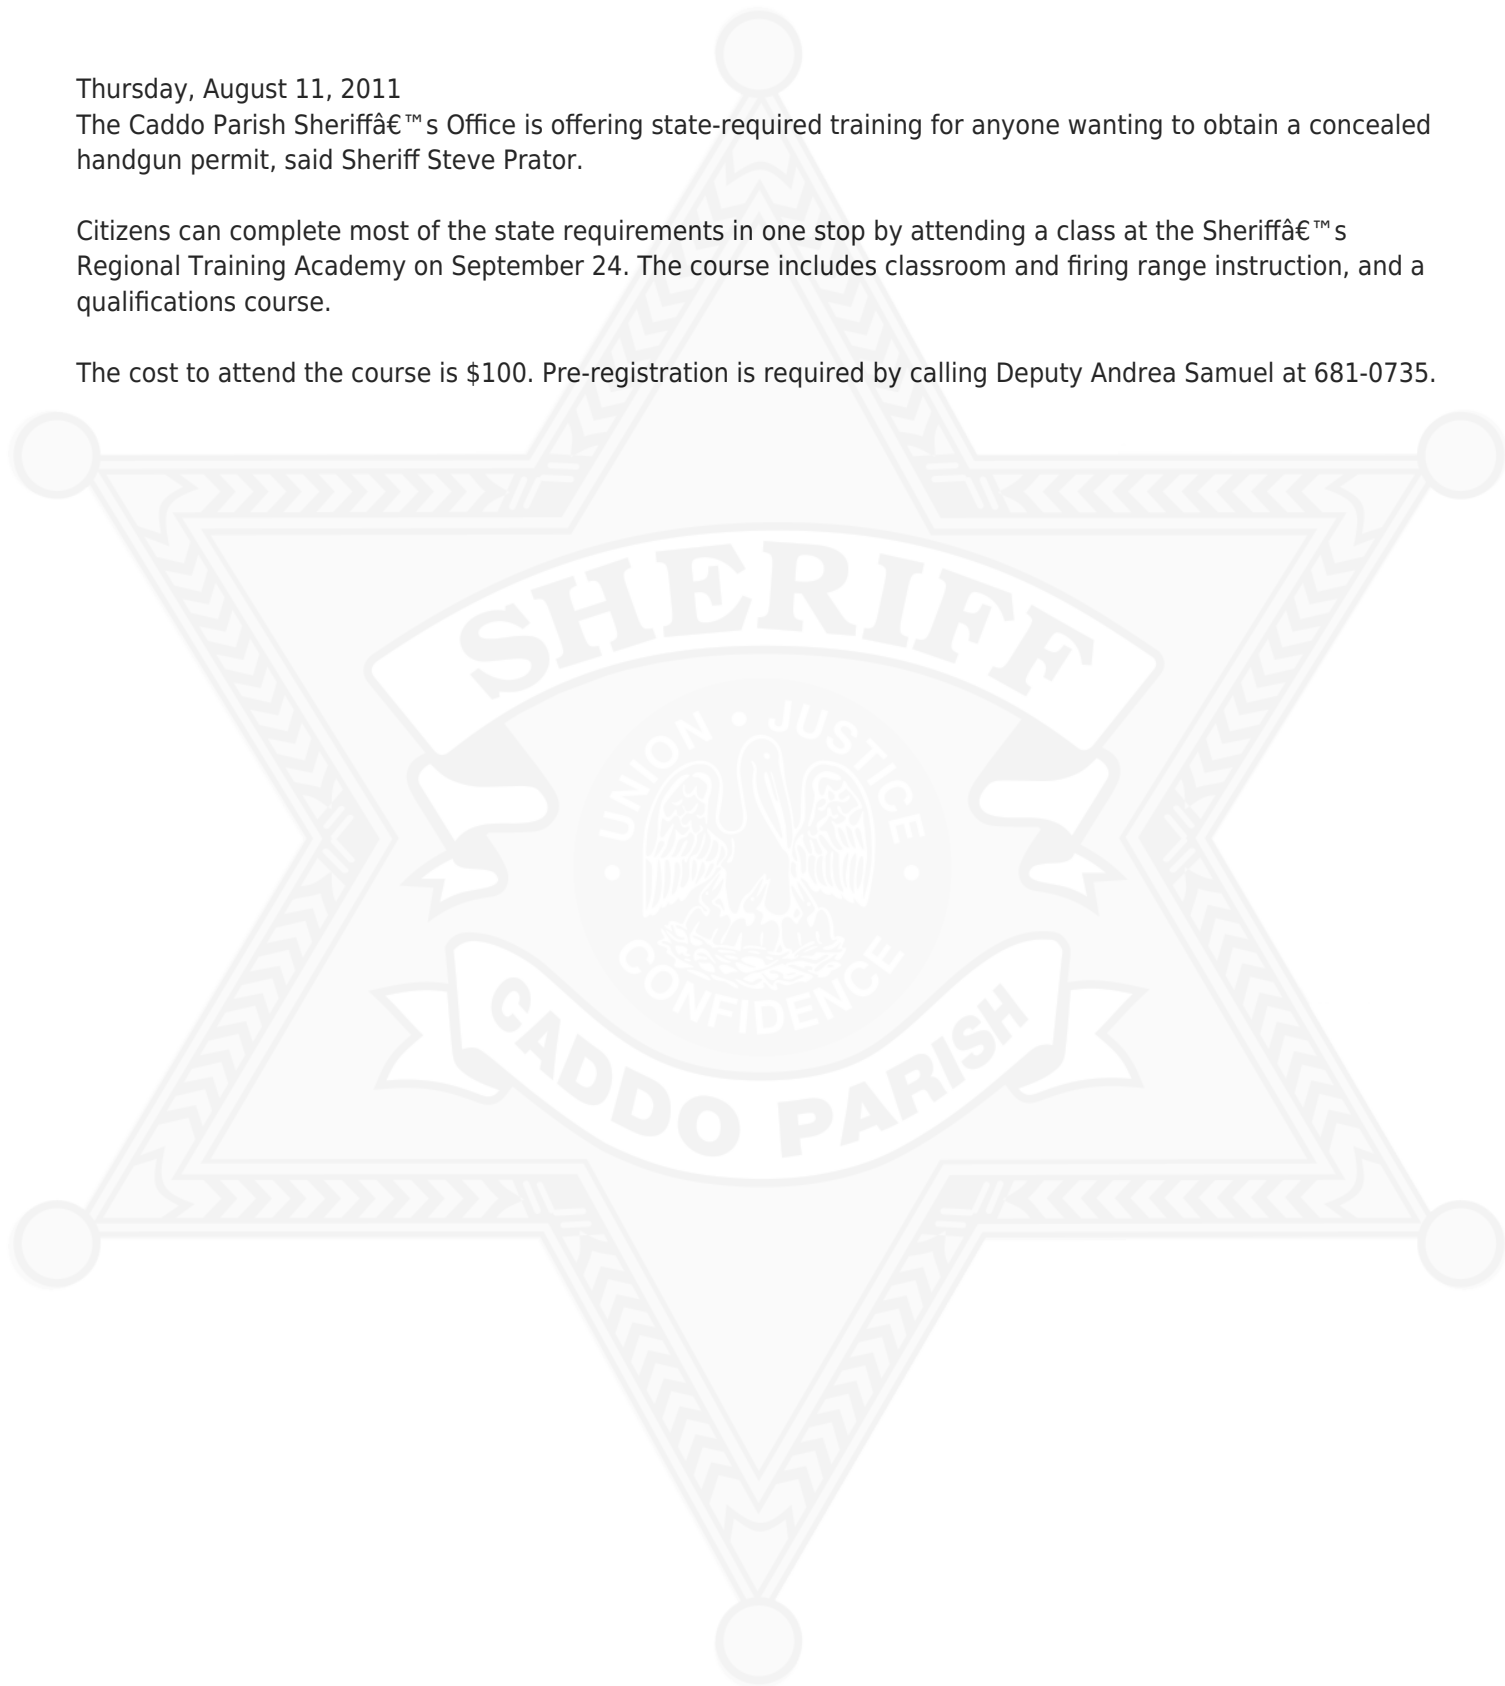 Thursday, August 11, 2011
The Caddo Parish Sheriffâ€™s Office is offering state-required training for anyone wanting to obtain a concealed
handgun permit, said Sheriff Steve Prator.
Citizens can complete most of the state requirements in one stop by attending a class at the Sheriffâ€™s
Regional Training Academy on September 24. The course includes classroom and firing range instruction, and a
qualifications course.
The cost to attend the course is $100. Pre-registration is required by calling Deputy Andrea Samuel at 681-0735.
SHERIFF
UNION • JUSTICE
• CONFIDENCE •
CADDO PARISH